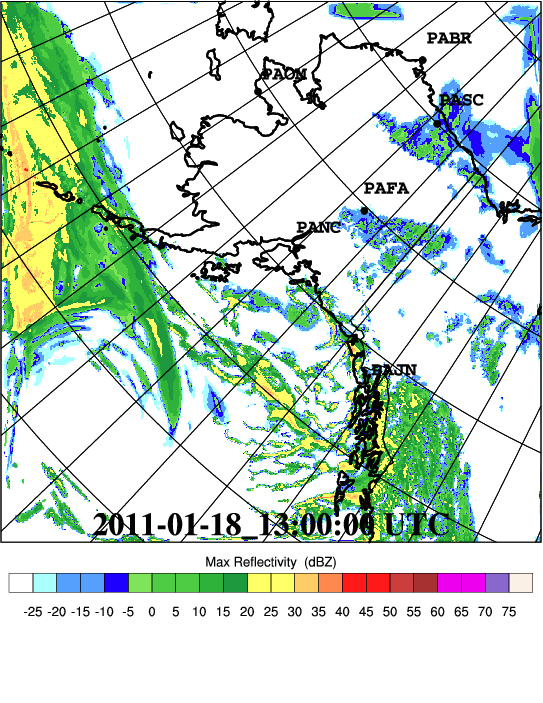 PABR
PAOM
PASC
PAFA
PANC
PAJN
2011-01-18_13:00:00 UTC
Max Reflectivity (dBZ)
-25 -20 -15 -10 -5 0 5 10 15 20 25 30 35 40 45 50 55 60 65 70 75